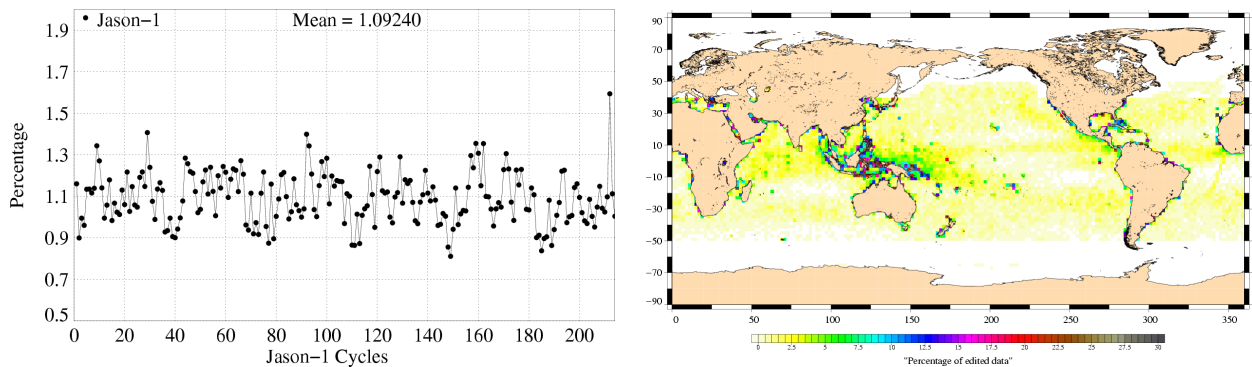 Jason−1 Mean = 1.09240
1.9
1.7
1.5
1.3
1.1
0.9
0.7
0.5
Percentage
0 20 40 60 80 100 120 140 160 180 200
Jason−1 Cycles
90
70
50
30
10
−10
−30
−50
−70
−90
0 50 100 150 200 250 300 350
0 2.5 5 7.5 10 12.5 15 17.5 20 22.5 25 27.5 30
"Percentage of edited data"